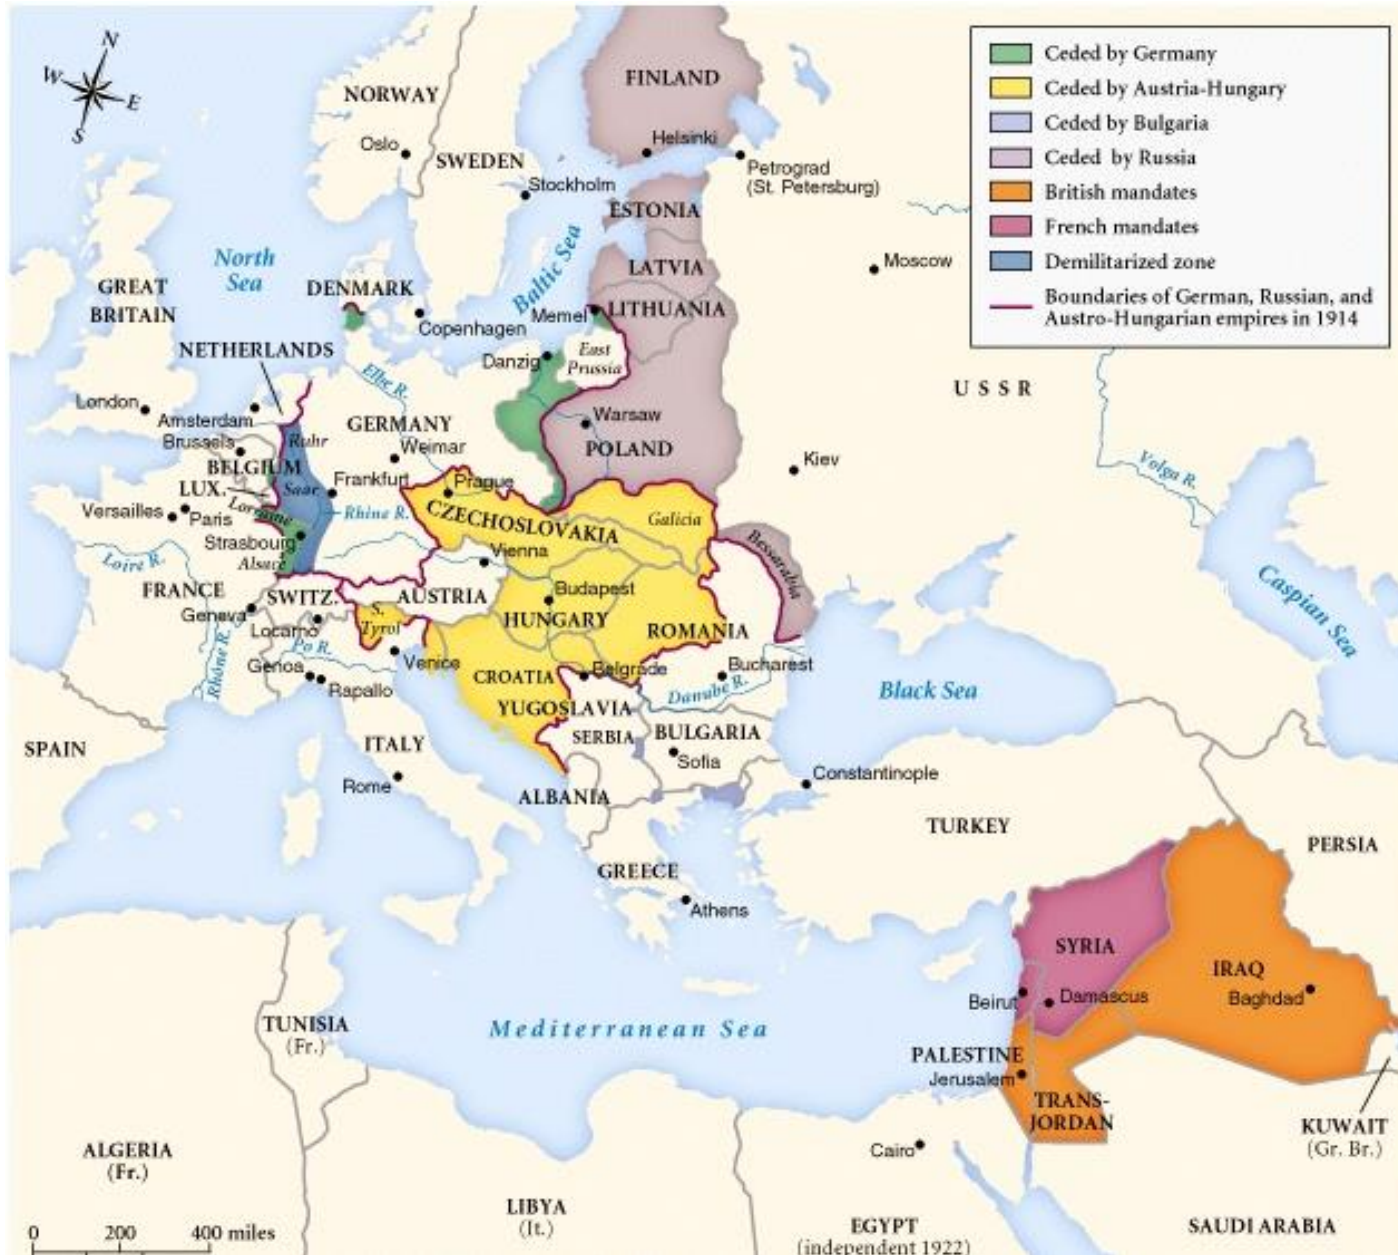 N
W
E
S
Ceded by Germany
Ceded by Austria-Hungary
Ceded by Bulgaria
Ceded by Russia
British mandates
French mandates
Demilitarized zone
Boundaries of German, Russian, and
Austro-Hungarian empires in 1914
FINLAND
NORWAY
Oslo
Helsinki
SWEDEN
Petrograd
(St. Petersburg)
Stockholm
ESTONIA
Baltic Sea
North
Sea
Moscow
LATVIA
GREAT
BRITAIN
DENMARK
LITHUANIA
Memel
Copenhagen
NETHERLANDS
East
Prussia
Danzig
Elbe R.
USSR
London
Amsterdam
Warsaw
GERMANY
Brussels
Ruhr
Weimar
POLAND
Kiev
Volga R.
BELGIUM
LUX.
Saar
Frankfurt
Prague
Versailles
Paris
Lorraine
Rhine R.
CZECHOSLOVAKIA
Galicia
Strasbourg
Alsace
Vienna
Bessarabia
Loire R.
FRANCE
SWITZ.
AUSTRIA
Budapest
Caspian Sea
Geneva
Locarno
S.
Tyrol
HUNGARY
ROMANIA
Rhône R.
Po R.
Venice
Genoa
Rapallo
CROATIA
Belgrade
Bucharest
Danube R.
Black Sea
YUGOSLAVIA
SPAIN
ITALY
SERBIA
BULGARIA
Sofia
Rome
Constantinople
ALBANIA
TURKEY
PERSIA
GREECE
Athens
SYRIA
IRAQ
Beirut
Damascus
Baghdad
TUNISIA
(Fr.)
Mediterranean Sea
PALESTINE
Jerusalem
TRANS-
JORDAN
KUWAIT
(Gr. Br.)
ALGERIA
(Fr.)
Cairo
LIBYA
(It.)
EGYPT
(independent 1922)
SAUDI ARABIA
0 200 400 miles